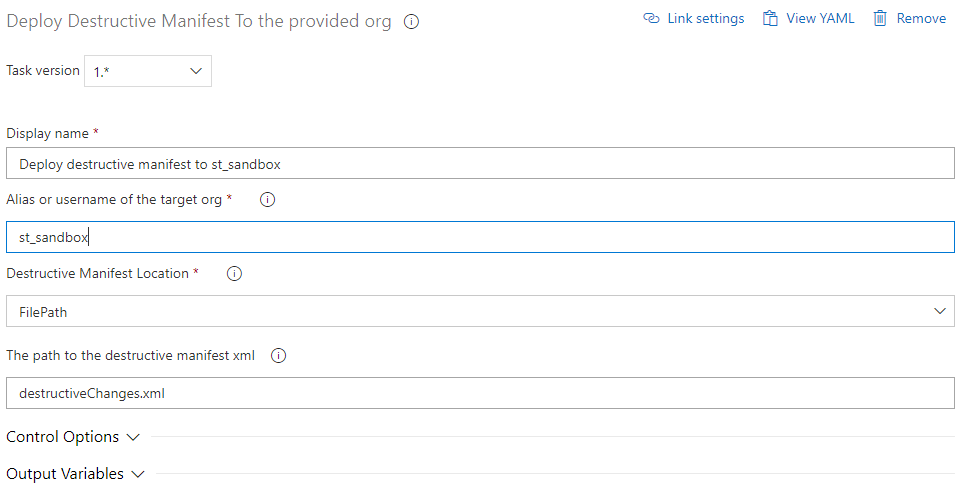 Deploy Destructive Manifest To the provided org
Link settings View YAML Remove
Task version 1.*
Display name *
Deploy destructive manifest to st_sandbox
Alias or username of the target org *
st_sandbox
Destructive Manifest Location *
FilePath
The path to the destructive manifest xml
destructiveChanges.xml
Control Options
Output Variables